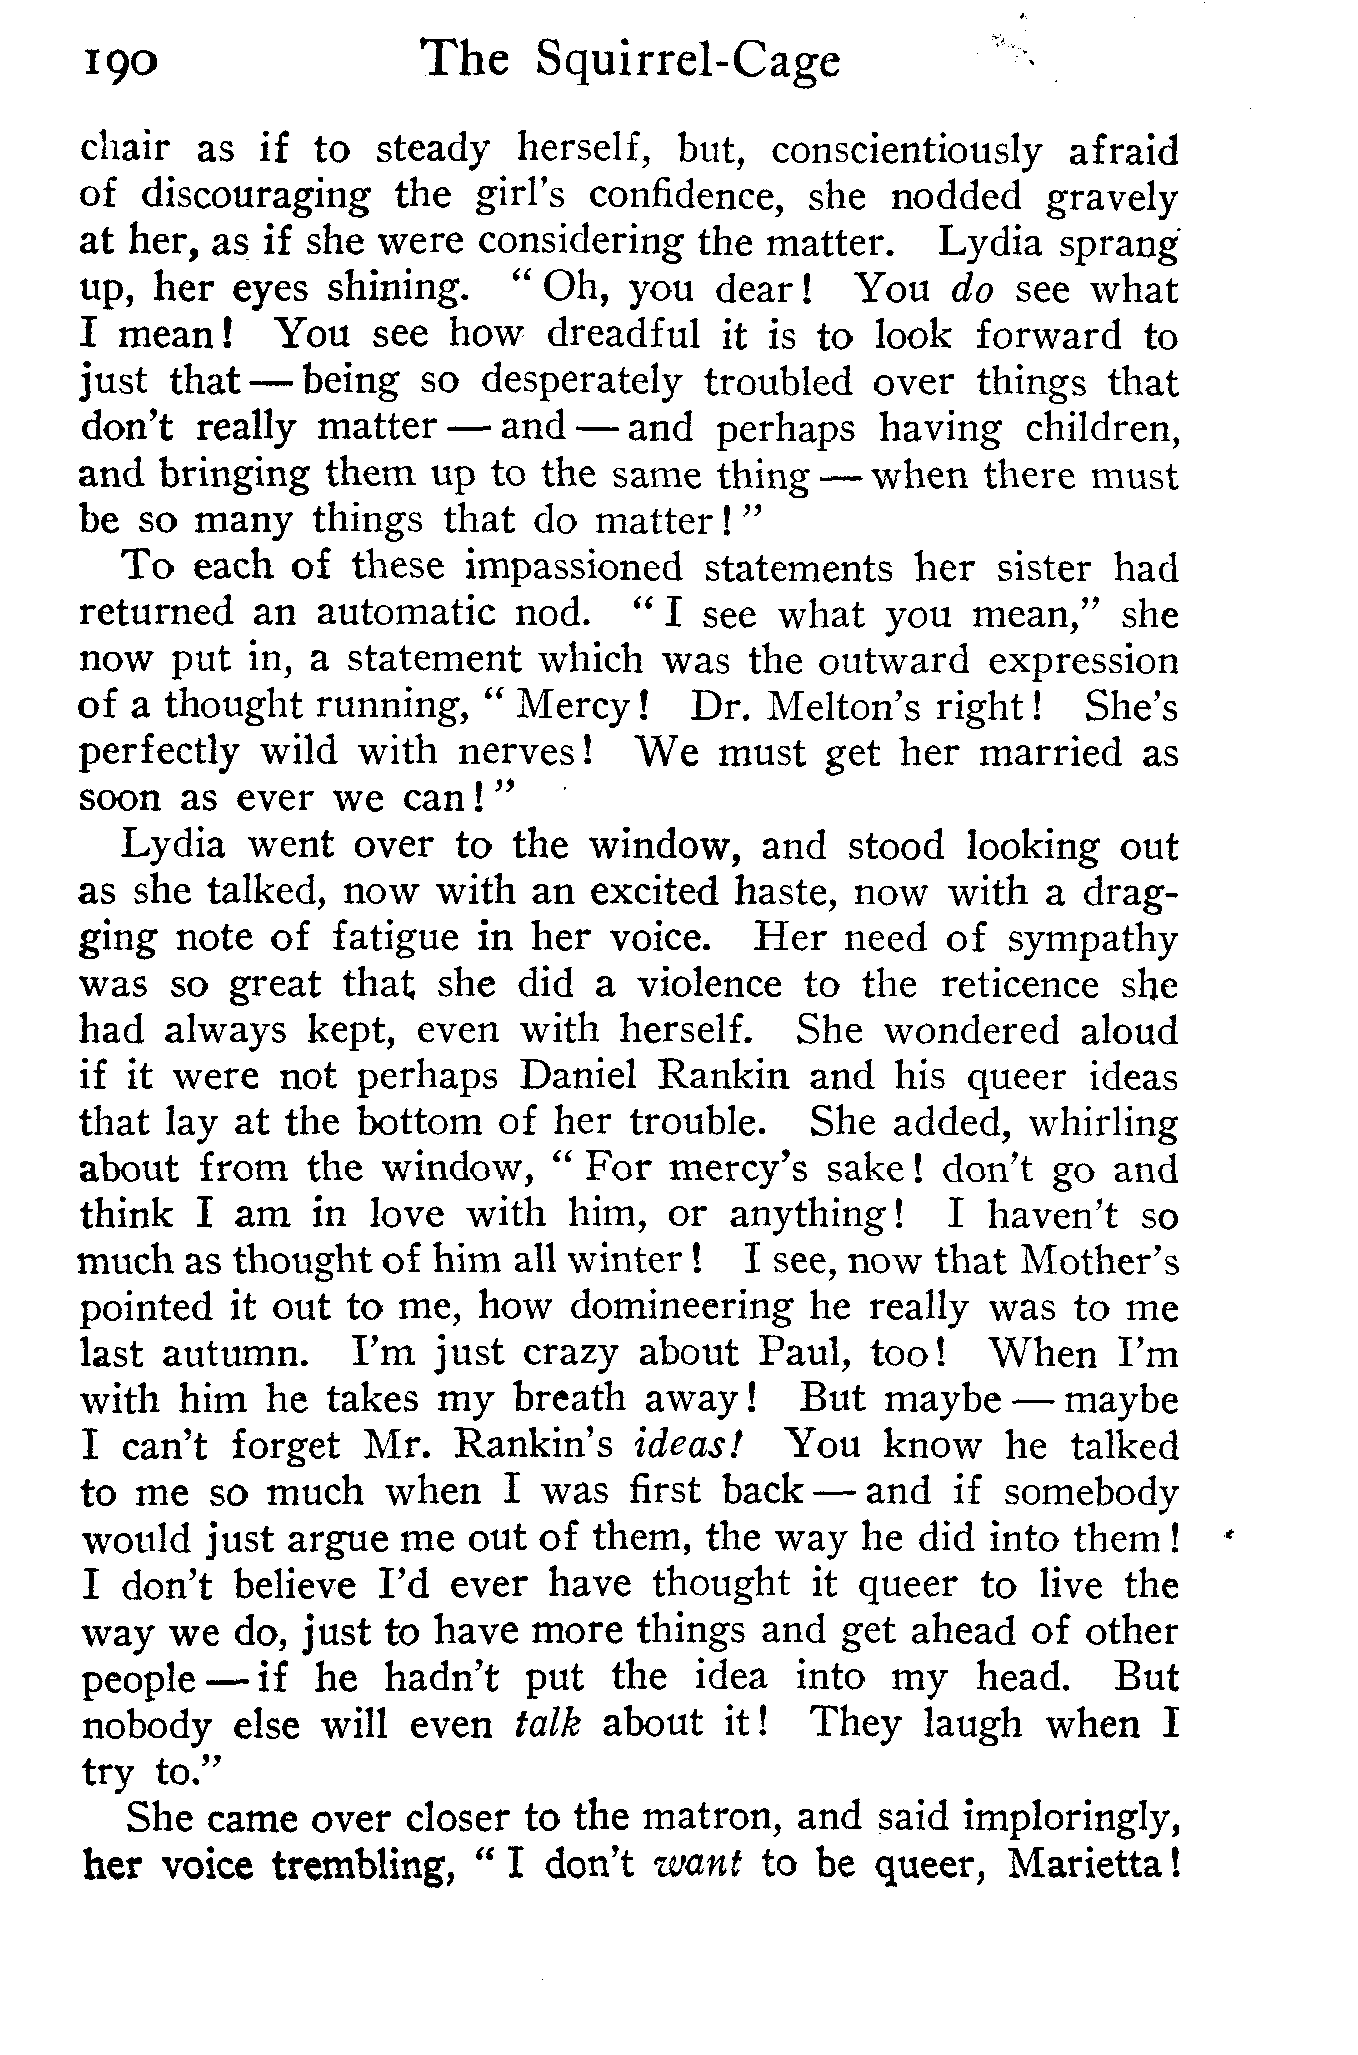 190 The Squirrel-Cage
chair as if to steady herself, but, conscientiously afraid
of discouraging the girl's confidence, she nodded gravely
at her, as if she were considering the matter. Lydia sprang
up, her eyes shining. " Oh, you dear! You do see what
I mean! You see how dreadful it is to look forward to
just that — being so desperately troubled over things that
don't really matter — and — and perhaps having children,
and bringing them up to the same thing — when there must
be so many things that do matter! "
To each of these impassioned statements her sister had
returned an automatic nod. " I see what you mean," she
now put in, a statement which was the outward expression
of a thought running, " Mercy! Dr. Melton's right! She's
perfectly wild with nerves! We must get her married as
soon as ever we can! "
Lydia went over to the window, and stood looking out
as she talked, now with an excited haste, now with a drag-
ging note of fatigue in her voice. Her need of sympathy
was so great that she did a violence to the reticence she
had always kept, even with herself. She wondered aloud
if it were not perhaps Daniel Rankin and his queer ideas
that lay at the bottom of her trouble. She added, whirling
about from the window, " For mercy's sake! don't go and
think I am in love with him, or anything! I haven't so
much as thought of him all winter! I see, now that Mother's
pointed it out to me, how domineering he really was to me
last autumn. I'm just crazy about Paul, too! When I'm
with him he takes my breath away! But maybe — maybe
I can't forget Mr. Rankin's ideas! You know he talked
to me so much when I was first back — and if somebody
would just argue me out of them, the way he did into them!
I don't believe I'd ever have thought it queer to live the
way we do, just to have more things and get ahead of other
people — if he hadn't put the idea into my head. But
nobody else will even talk about it! They laugh when I
try to."
She came over closer to the matron, and said imploringly,
her voice trembling, " I don't want to be queer, Marietta!